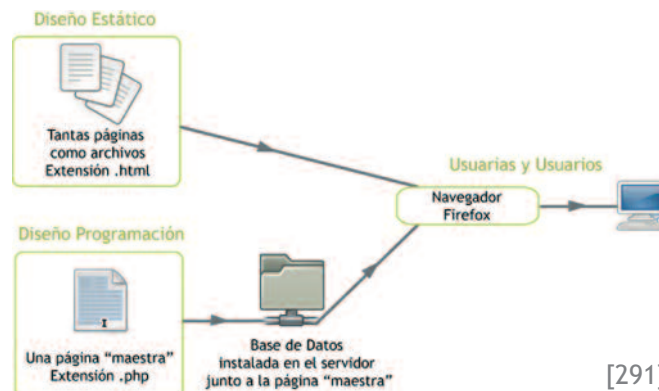 Diseño Estático
Tantas páginas
como archivos
Extensión .html
Usuarias y Usuarios
Navegador
Firefox
Diseño Programación
Una página “maestra”
Extensión .php
Base de Datos
instalada en el servidor
junto a la página “maestra”
[291]